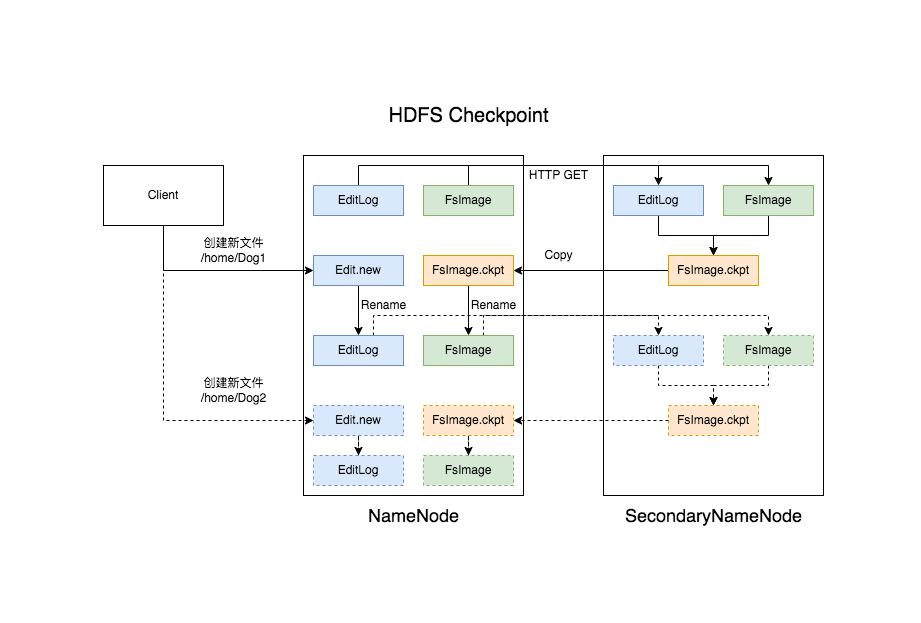 HDFS Checkpoint
HTTP GET
Client
EditLog
FsImage
EditLog
FsImage
创建新文件
/home/Dog1
Copy
Edit.new
FsImage.ckpt
FsImage.ckpt
Rename
Rename
EditLog
FsImage
EditLog
FsImage
创建新文件
/home/Dog2
Edit.new
FsImage.ckpt
FsImage.ckpt
EditLog
FsImage
NameNode
SecondaryNameNode